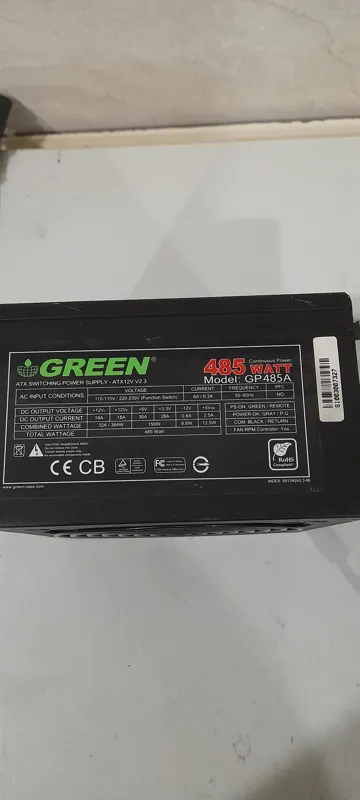 GREEN®
485 WATT
Continuous Power
Model: GP485A
ATX SWITCHING POWER SUPPLY - ATX12V V2.3
AC INPUT CONDITIONS VOLTAGE CURRENT FREQUENCY PFC
110-115V / 220-230V (Function Switch) 8A / 6.3A 50~60Hz NO
DC OUTPUT VOLTAGE +12V₁ +12V₂ +5V +3.3V -12V +5Vsb PS-ON: GREEN / REMOTE
DC OUTPUT CURRENT 18A 18A 30A 28A 0.8A 2.5A POWER-OK: GRAY / P.G
COMBINED WATTAGE 32A / 384W 150W 9.6W 12.5W COM: BLACK / RETURN
TOTAL WATTAGE 485 Watt FAN RPM Controller: Yes
CE CB FC
RoHS
Compliant
www.green-case.com
S1003007327